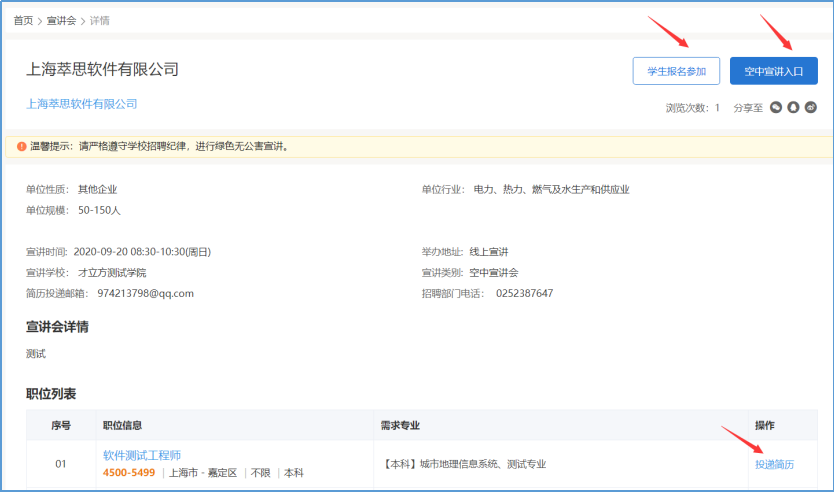 首页 > 宣讲会 > 详情
上海萃思软件有限公司
学生报名参加
空中宣讲入口
上海萃思软件有限公司
浏览次数: 1 分享至
温馨提示: 请严格遵守学校招聘纪律，进行绿色无公害宣讲。
单位性质: 其他企业
单位行业: 电力、热力、燃气及水生产和供应业
单位规模: 50-150人
宣讲时间: 2020-09-20 08:30-10:30(周日)
举办地址: 线上宣讲
宣讲学校: 才立方测试学院
宣讲类别: 空中宣讲会
简历投递邮箱: 974213798@qq.com
招聘部门电话: 0252387647
宣讲会详情
测试
职位列表
序号 职位信息 需求专业 操作
01
软件测试工程师
4500-5499 | 上海市 - 嘉定区 | 不限 | 本科
【本科】城市地理信息系统、测试专业
投递简历